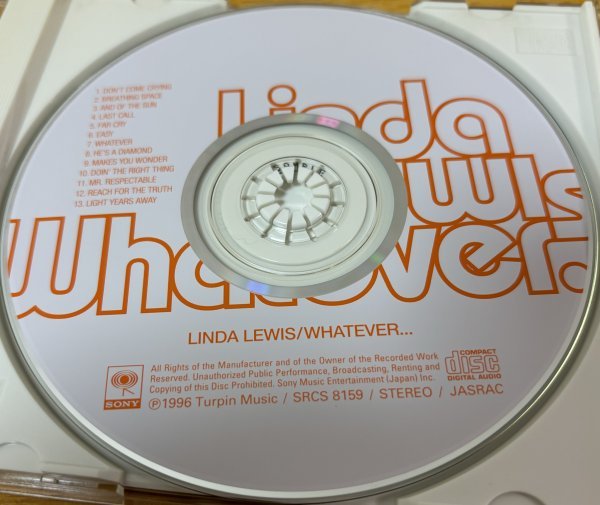 1. DON'T COME CRYING
2. BREATHING SPACE
3. AND OF THE SUN
4. LAST CALL
5. FAR CRY
6. EASY
7. WHATEVER
8. HE'S A DIAMOND
9. MAKES YOU WONDER
10. DOIN' THE RIGHT THING
11. MR. RESPECTABLE
12. REACH FOR THE TRUTH
13. LIGHT YEARS AWAY
Linda
wis
Whatever.
LINDA LEWIS/WHATEVER...
SONY
All Rights of the Manufacturer and of the Owner of the Recorded Work
Reserved. Unauthorized Public Performance, Broadcasting, Renting and
Copying of this Disc Prohibited. Sony Music Entertainment (Japan) Inc.
COMPACT
disc
DIGITAL AUDIO
Ⓟ1996 Turpin Music / SRCS 8159 / STEREO / JASRAC